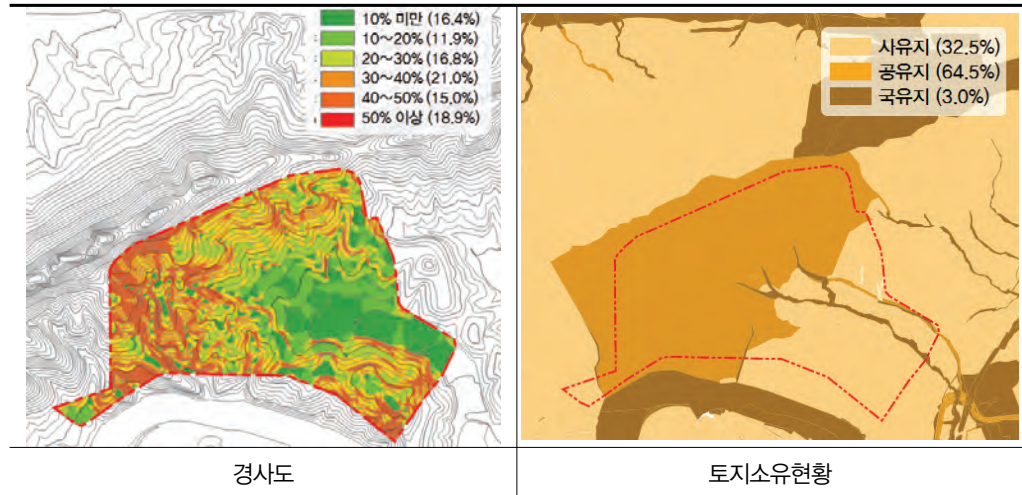 10% 미만 (16.4%)
10～20% (11.9%)
20～30% (16.8%)
30～40% (21.0%)
40～50% (15.0%)
50% 이상 (18.9%)
사유지 (32.5%)
공유지 (64.5%)
국유지 (3.0%)
경사도
토지소유현황